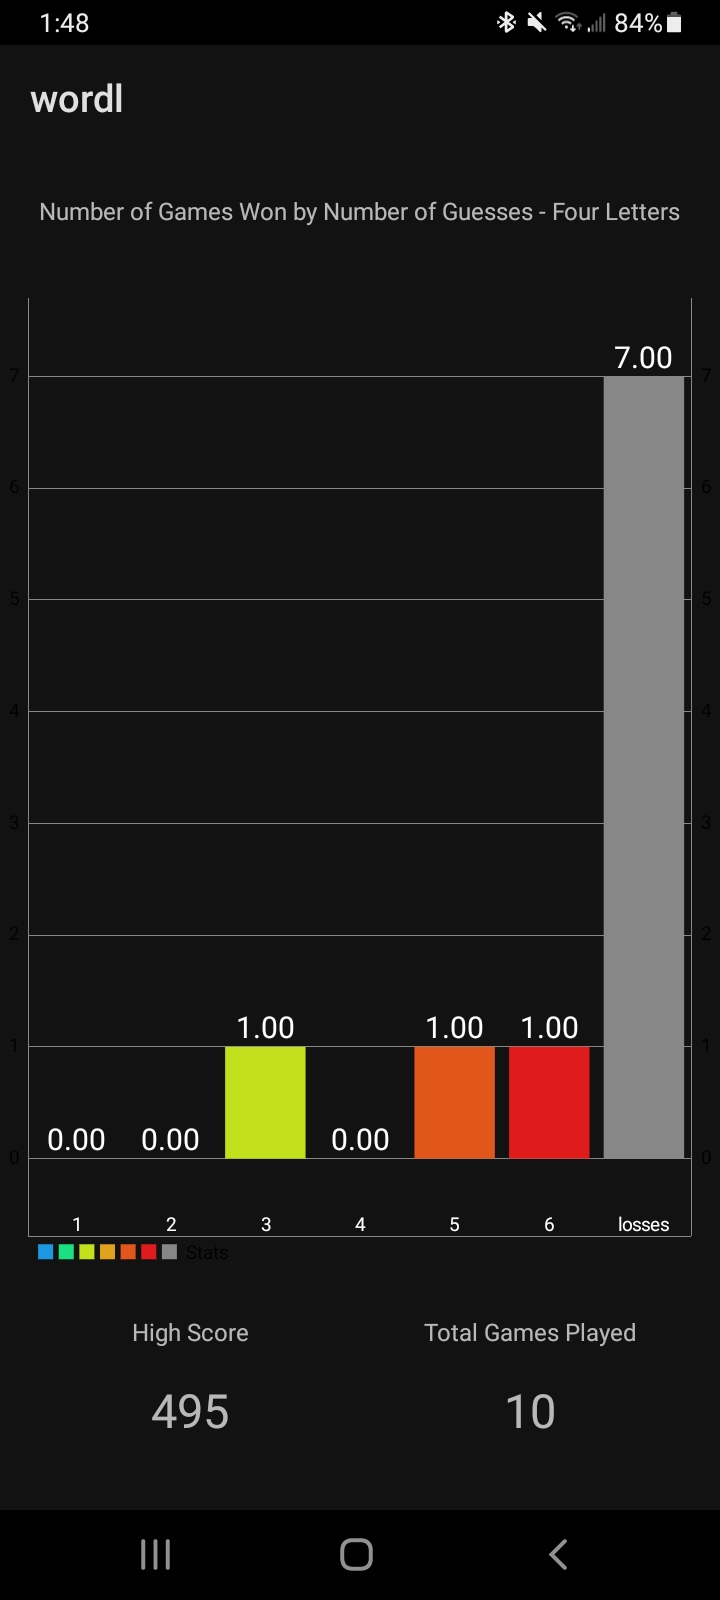 1:48 84%
wordl
Number of Games Won by Number of Guesses - Four Letters
7.00
7 7
6 6
5 5
4 4
3 3
2 2
1.00 1.00 1.00
1 1
0.00 0.00 0.00
0 0
1 2 3 4 5 6 losses
Stats
High Score Total Games Played
495 10